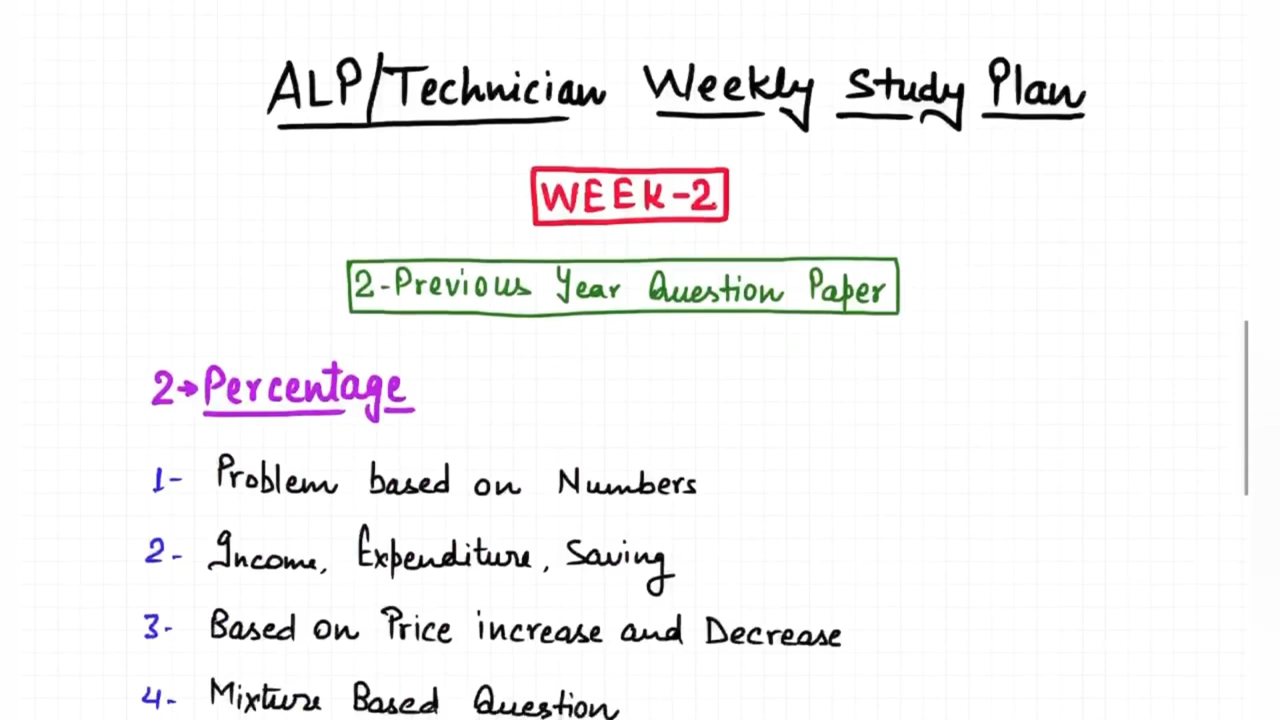 ALP/Technician Weekly Study Plan
WEEK-2
2-Previous Year Question Paper
2→Percentage
1- Problem based on Numbers
2- Income, Expenditure, Saving
3- Based on Price increase and Decrease
4- Mixture Based Question